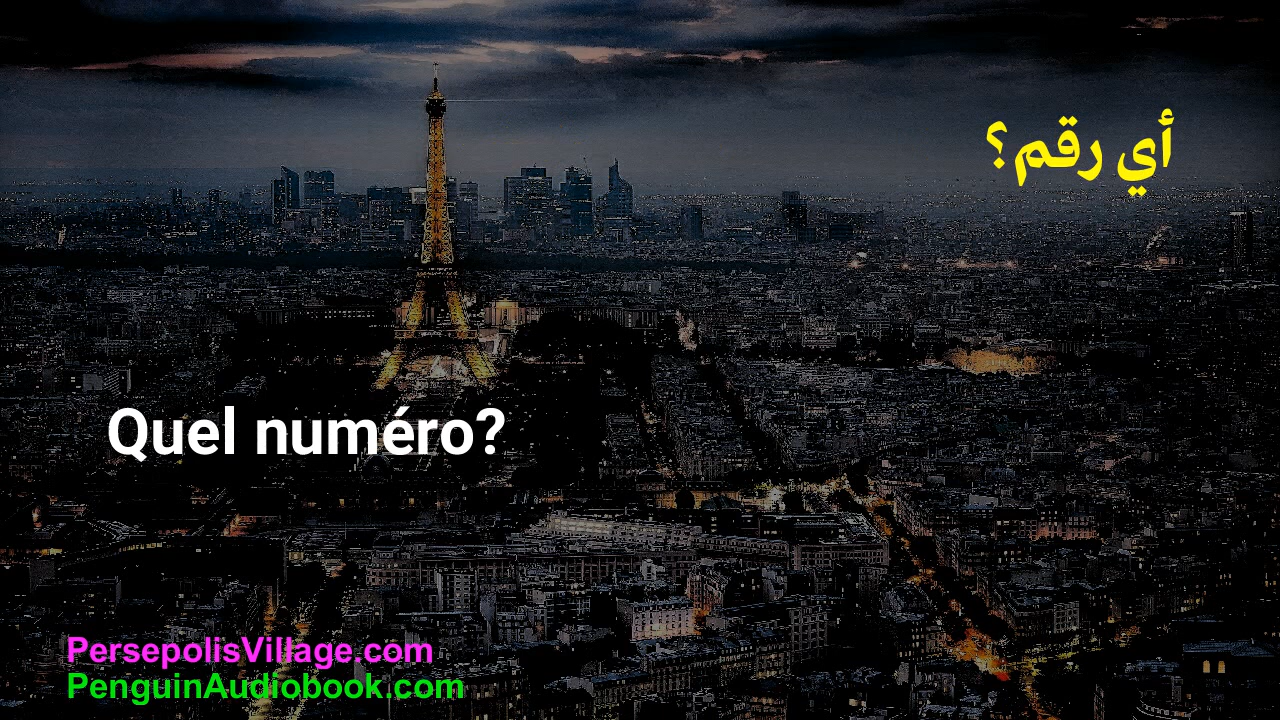 أي رقم؟
Quel numéro?
PersepolisVillage.com
PenguinAudiobook.com